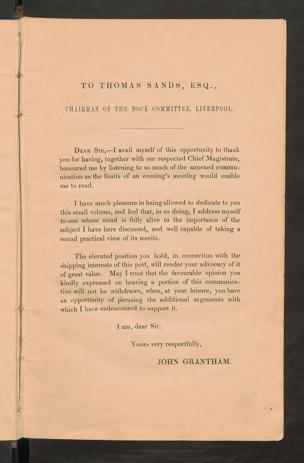 TO THOMAS SANDS, ESQ.,
CHAIRMAN OF THE DOCK COMMITTEE, LIVERPOOL.
DEAR SIR,—I avail myself of this opportunity to thank
you for having, together with our respected Chief Magistrate,
honoured me by listening to so much of the annexed commu-
nication as the limits of an evening's meeting would enable
me to read.
I have much pleasure in being allowed to dedicate to you
this small volume, and feel that, in so doing, I address myself
to one whose mind is fully alive to the importance of the
subject I have here discussed, and well capable of taking a
sound practical view of its merits.
The elevated position you hold, in connection with the
shipping interests of this port, will render your advocacy of it
of great value. May I trust that the favourable opinion you
kindly expressed on hearing a portion of this communica-
tion will not be withdrawn, when, at your leisure, you have
an opportunity of perusing the additional arguments with
which I have endeavoured to support it.
I am, dear Sir,
Yours very respectfully,
JOHN GRANTHAM.